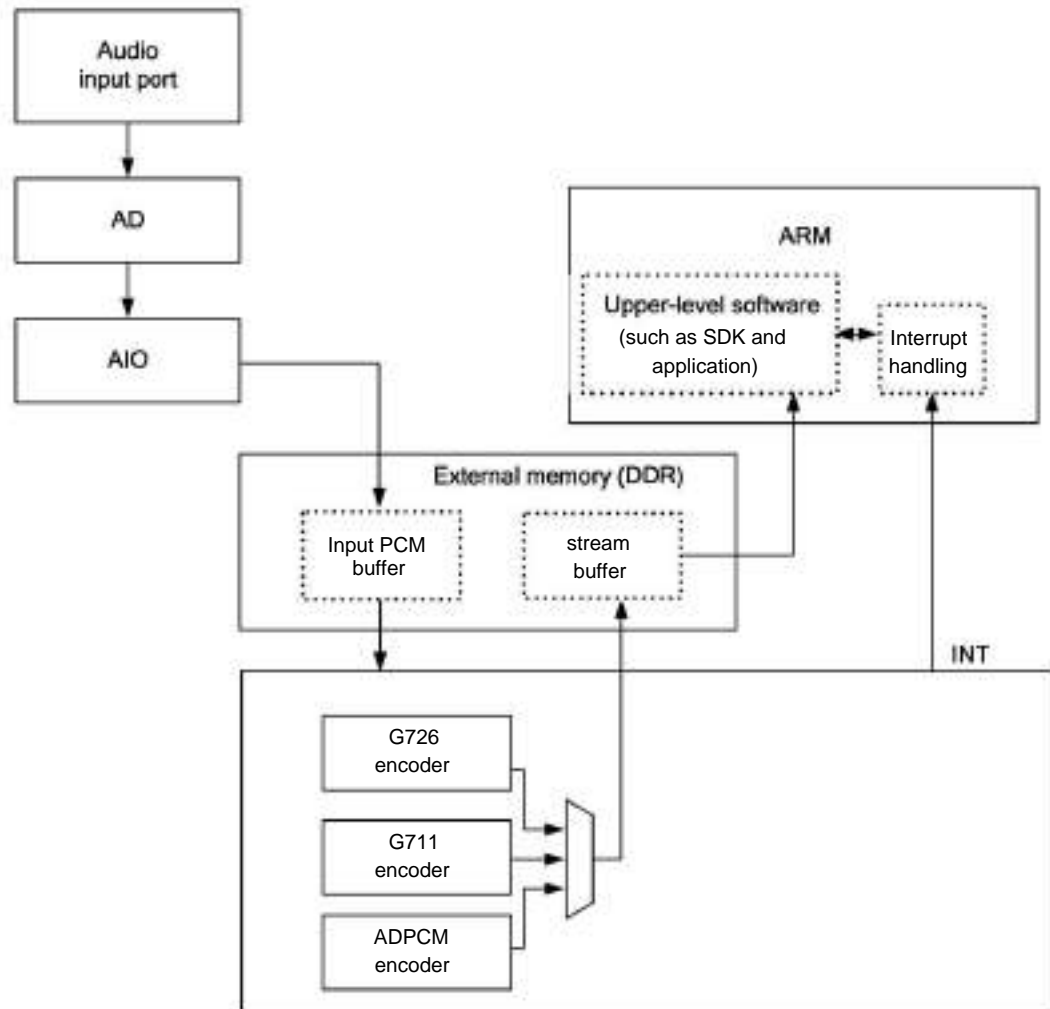 Audio
input port
AD
AIO
ARM
Upper-level software
(such as SDK and
application)
Interrupt
handling
External memory (DDR)
Input PCM
buffer
stream
buffer
INT
G726
encoder
G711
encoder
ADPCM
encoder